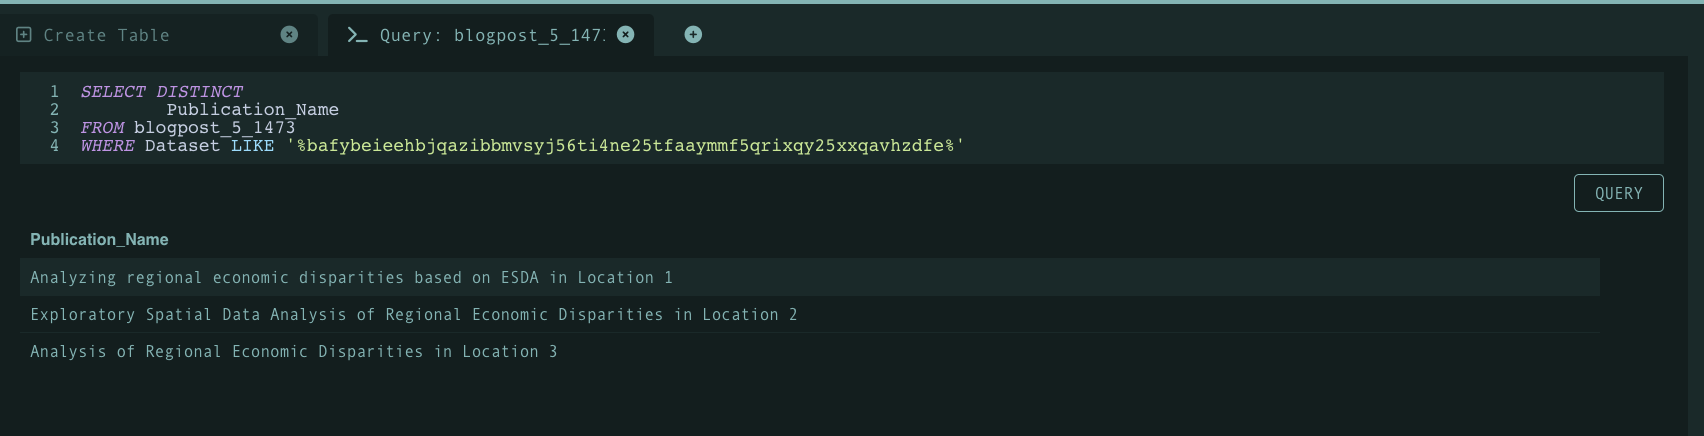 Create Table
Query: blogpost_5_147
1 SELECT DISTINCT
2 Publication_Name
3 FROM blogpost_5_1473
4 WHERE Dataset LIKE '%bafybeieehbjqazibbmvsyj56ti4ne25tfaaymmf5qrixqy25xxqavhzdfe%'
QUERY
Publication_Name
Analyzing regional economic disparities based on ESDA in Location 1
Exploratory Spatial Data Analysis of Regional Economic Disparities in Location 2
Analysis of Regional Economic Disparities in Location 3